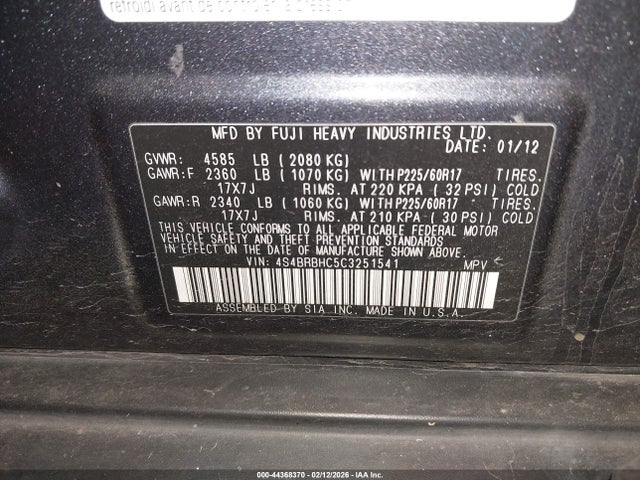 refroidi avant de contrôler la pression.
MFD BY FUJI HEAVY INDUSTRIES LTD.
DATE: 01/12
GVWR: 4585 LB (2080 KG)
GAWR:F 2360 LB (1070 KG) WITH P225/60R17 TIRES.
17X7J RIMS. AT 220 KPA (32 PSI) COLD
GAWR:R 2340 LB (1060 KG) WITH P225/60R17 TIRES.
17X7J RIMS. AT 210 KPA (30 PSI) COLD
THIS VEHICLE CONFORMS TO ALL APPLICABLE FEDERAL MOTOR
VEHICLE SAFETY AND THEFT PREVENTION STANDARDS
IN EFFECT ON THE DATE OF MANUFACTURE SHOWN ABOVE.
VIN: 4S4BRBHC5C3251541 MPV
ASSEMBLED BY SIA INC. MADE IN U.S.A.
000-44368370 - 02/12/2026 - IAA Inc.